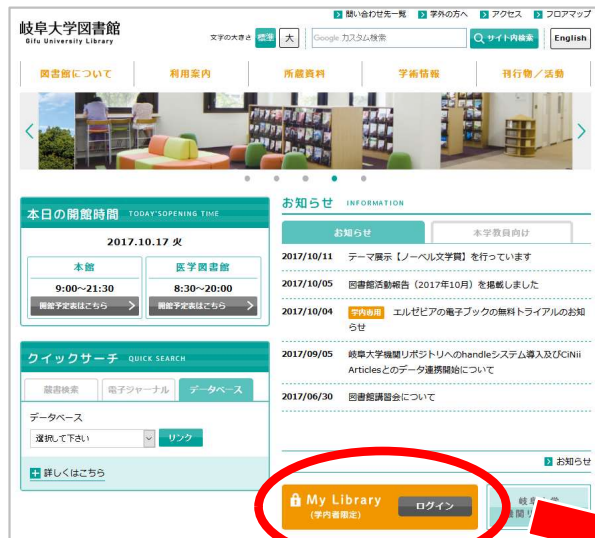 問い合わせ先一覧 学外の方へ アクセス フロアマップ
岐阜大学図書館
Gifu University Library
文字の大きさ 標準 大 Google カスタム検索 サイト内検索 English
図書館について 利用案内 所蔵資料 学術情報 刊行物／活動
本日の開館時間 TODAY'SOPENING TIME
2017.10.17 火
本館 医学図書館
9:00～21:30 8:30～20:00
開館予定表はこちら 開館予定表はこちら
クイックサーチ QUICK SEARCH
蔵書検索 電子ジャーナル データベース
データベース
選択して下さい リンク
詳しくはこちら
お知らせ INFORMATION
お知らせ 本学教員向け
2017/10/11 テーマ展示【ノーベル文学賞】を行っています
2017/10/05 図書館活動報告（2017年10月）を掲載しました
2017/10/04 学内専用 エルゼビアの電子ブックの無料トライアルのお知
らせ
2017/09/05 岐阜大学機関リポジトリへのhandleシステム導入及びCiNii
Articlesとのデータ連携開始について
2017/06/30 図書館講習会について
お知らせ
My Library ログイン
(学内者限定)